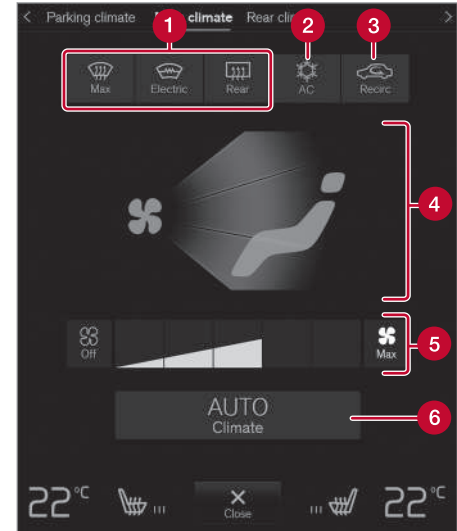 < Parking climate climate Rear >
1 2 3
Max Electric Rear AC Recirc
4
Off Max 5
AUTO
Climate 6
22°C Close 22°C